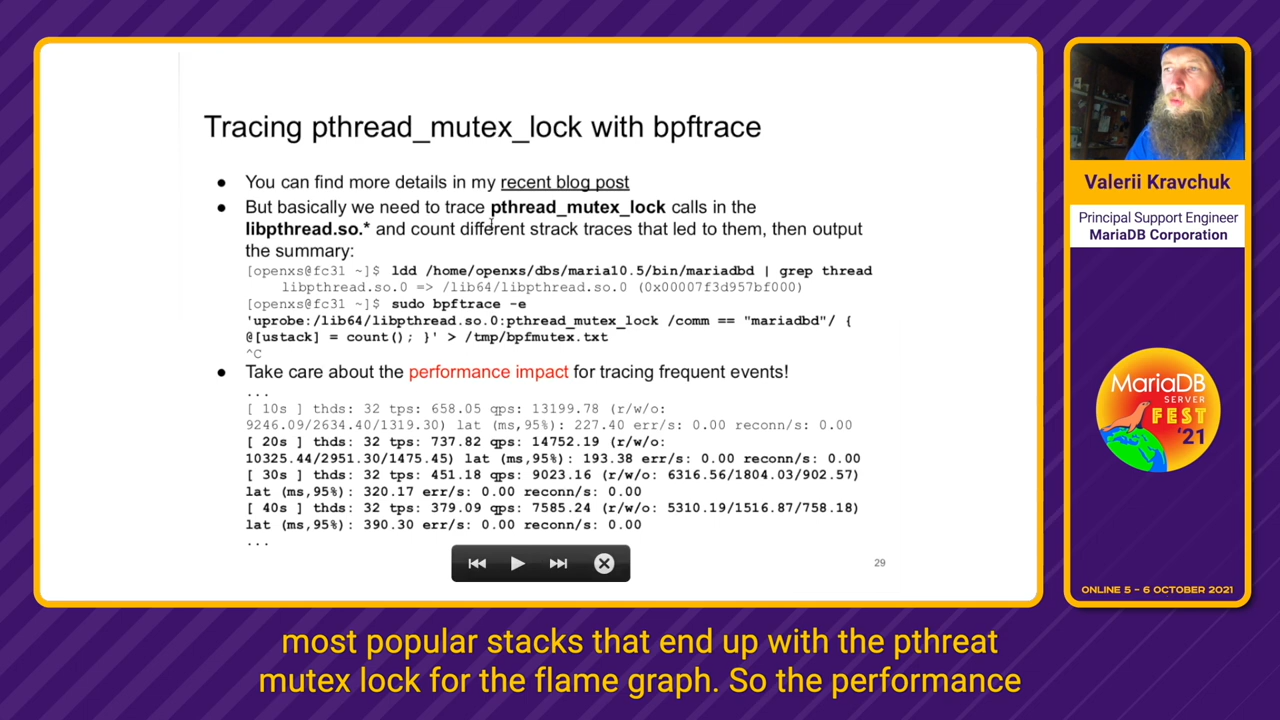 Tracing pthread_mutex_lock with bpftrace
● You can find more details in my recent blog post
● But basically we need to trace pthread_mutex_lock calls in the
libpthread.so.* and count different strack traces that led to them, then output
the summary:
[openxs@fc31 ~]$ ldd /home/openxs/dbs/maria10.5/bin/mariadbd | grep thread
libpthread.so.0 => /lib64/libpthread.so.0 (0x00007f3d957bf000)
[openxs@fc31 ~]$ sudo bpftrace -e
'uprobe:/lib64/libpthread.so.0:pthread_mutex_lock /comm == "mariadbd"/ {
@[ustack] = count(); }' > /tmp/bpfmutex.txt
^C
● Take care about the performance impact for tracing frequent events!
...
[ 10s ] thds: 32 tps: 658.05 qps: 13199.78 (r/w/o:
9246.09/2634.40/1319.30) lat (ms,95%): 227.40 err/s: 0.00 reconn/s: 0.00
[ 20s ] thds: 32 tps: 737.82 qps: 14752.19 (r/w/o:
10325.44/2951.30/1475.45) lat (ms,95%): 193.38 err/s: 0.00 reconn/s: 0.00
[ 30s ] thds: 32 tps: 451.18 qps: 9023.16 (r/w/o: 6316.56/1804.03/902.57)
lat (ms,95%): 320.17 err/s: 0.00 reconn/s: 0.00
[ 40s ] thds: 32 tps: 379.09 qps: 7585.24 (r/w/o: 5310.19/1516.87/758.18)
lat (ms,95%): 390.30 err/s: 0.00 reconn/s: 0.00
...
29
Valerii Kravchuk
Principal Support Engineer
MariaDB Corporation
MariaDB
SERVER
FEST
'21
ONLINE 5 - 6 OCTOBER 2021
most popular stacks that end up with the pthreat
mutex lock for the flame graph. So the performance